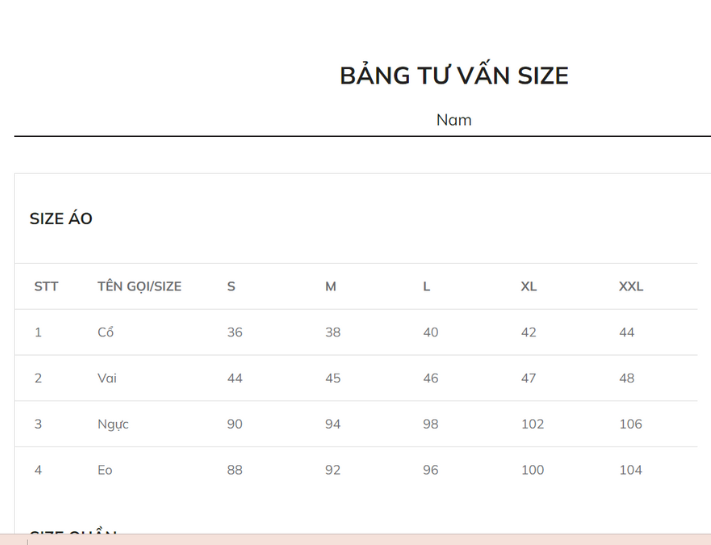 BẢNG TƯ VẤN SIZE
Nam
SIZE ÁO
STT TÊN GỌI/SIZE S M L XL XXL
1 Cổ 36 38 40 42 44
2 Vai 44 45 46 47 48
3 Ngực 90 94 98 102 106
4 Eo 88 92 96 100 104
SIZE QUẦN